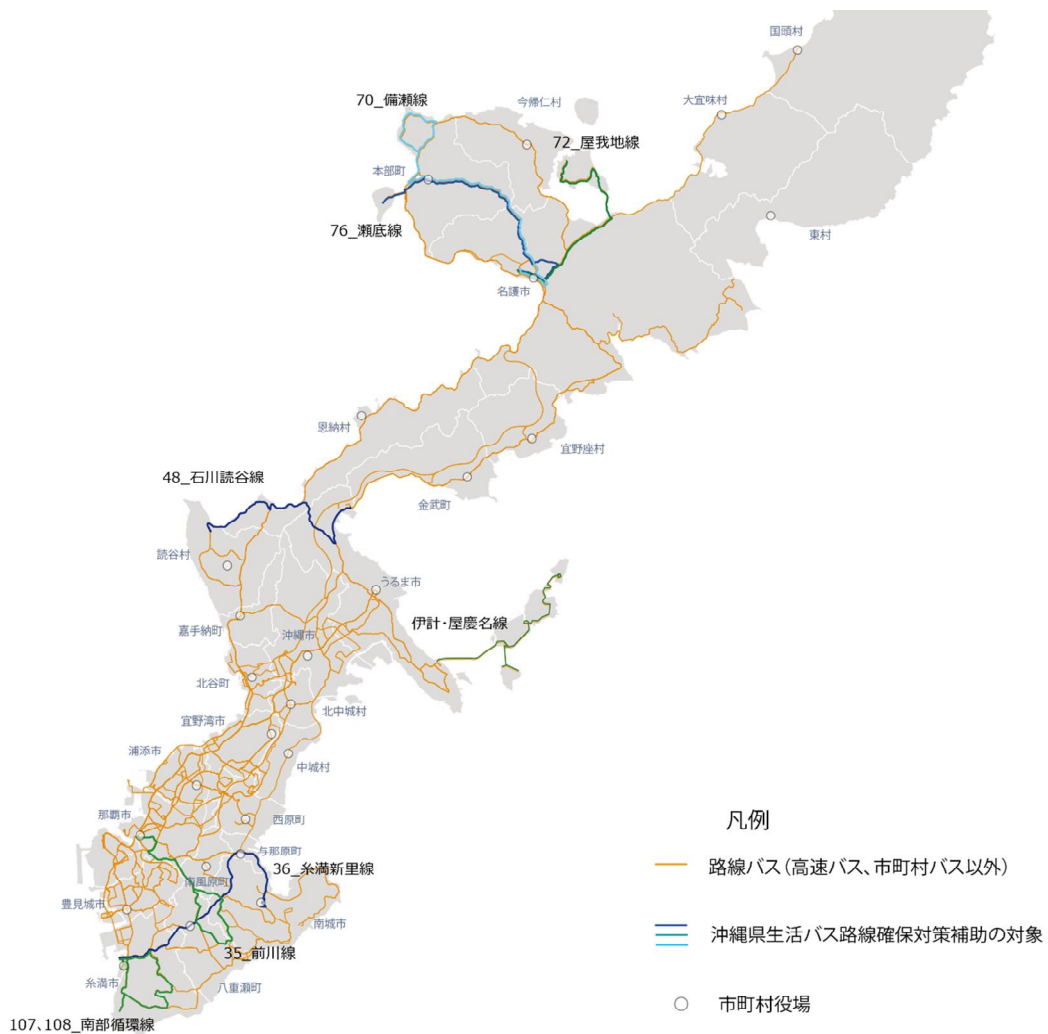 国頭村
大宜味村
70_備瀬線
今帰仁村
72_屋我地線
本部町
東村
76_瀬底線
名護市
恩納村
宜野座村
48_石川読谷線
金武町
読谷村
うるま市
嘉手納町
伊計・屋慶名線
沖縄市
北谷町
北中城村
宜野湾市
浦添市
中城村
那覇市
西原町
与那原町
36_糸満新里線
南風原町
豊見城市
南城市
35_前川線
糸満市
八重瀬町
107、108_南部循環線
凡例
路線バス(高速バス、市町村バス以外)
沖縄県生活バス路線確保対策補助の対象
市町村役場